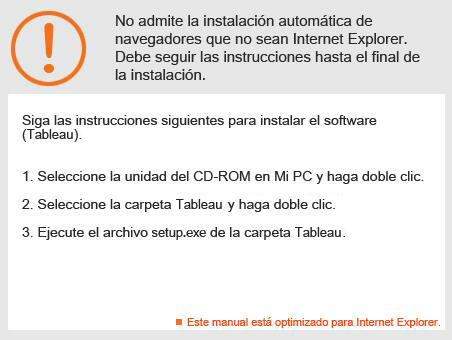 No admite la instalación automática de
navegadores que no sean Internet Explorer.
Debe seguir las instrucciones hasta el final de
la instalación.
Siga las instrucciones siguientes para instalar el software
(Tableau).
1. Seleccione la unidad del CD-ROM en Mi PC y haga doble clic.
2. Seleccione la carpeta Tableau y haga doble clic.
3. Ejecute el archivo setup.exe de la carpeta Tableau.
Este manual está optimizado para Internet Explorer.